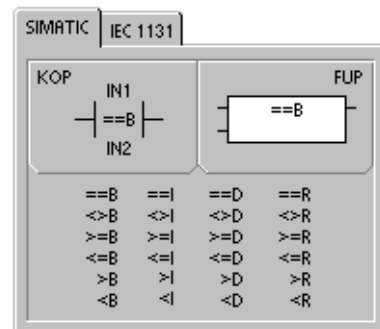 SIMATIC IEC 1131
KOP FUP
IN1
==B ==B
IN2
==B ==I ==D ==R
<>B <>I <>D <>R
>=B >=I >=D >=R
<=B <=I <=D <=R
>B >I >D >R
<B <I <D <R